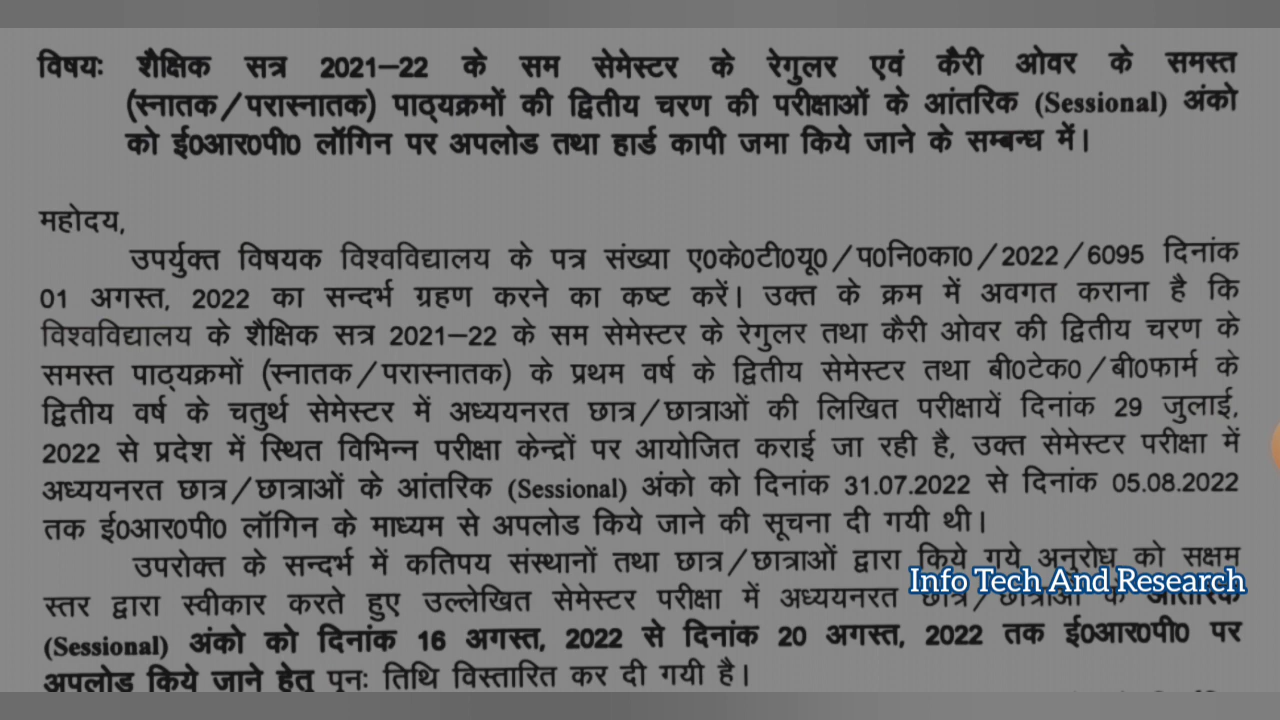 विषयः शैक्षिक सत्र 2021–22 के सम सेमेस्टर के रेगुलर एवं कैरी ओवर के समस्त
(स्नातक/परास्नातक) पाठ्यक्रमों की द्वितीय चरण की परीक्षाओं के आंतरिक (Sessional) अंको
को ई0आर0पी0 लॉगिन पर अपलोड तथा हार्ड कापी जमा किये जाने के सम्बन्ध में।
महोदय,
उपर्युक्त विषयक विश्वविद्यालय के पत्र संख्या ए0के0टी0यू0/प0नि0का0/2022/6095 दिनांक
01 अगस्त, 2022 का सन्दर्भ ग्रहण करने का कष्ट करें। उक्त के क्रम में अवगत कराना है कि
विश्वविद्यालय के शैक्षिक सत्र 2021–22 के सम सेमेस्टर के रेगुलर तथा कैरी ओवर की द्वितीय चरण के
समस्त पाठ्यक्रमों (स्नातक/परास्नातक) के प्रथम वर्ष के द्वितीय सेमेस्टर तथा बी0टेक0/बी0फार्म के
द्वितीय वर्ष के चतुर्थ सेमेस्टर में अध्ययनरत छात्र/छात्राओं की लिखित परीक्षायें दिनांक 29 जुलाई,
2022 से प्रदेश में स्थित विभिन्न परीक्षा केन्द्रों पर आयोजित कराई जा रही है, उक्त सेमेस्टर परीक्षा में
अध्ययनरत छात्र/छात्राओं के आंतरिक (Sessional) अंको को दिनांक 31.07.2022 से दिनांक 05.08.2022
तक ई0आर0पी0 लॉगिन के माध्यम से अपलोड किये जाने की सूचना दी गयी थी।
उपरोक्त के सन्दर्भ में कतिपय संस्थानों तथा छात्र/छात्राओं द्वारा किये गये अनुरोध को सक्षम
Info Tech And Research
स्तर द्वारा स्वीकार करते हुए उल्लेखित सेमेस्टर परीक्षा में अध्ययनरत छात्र/छात्राओं के आंतरिक
(Sessional) अंको को दिनांक 16 अगस्त, 2022 से दिनांक 20 अगस्त, 2022 तक ई0आर0पी0 पर
अपलोड किये जाने हेतु पुनः तिथि विस्तारित कर दी गयी है।